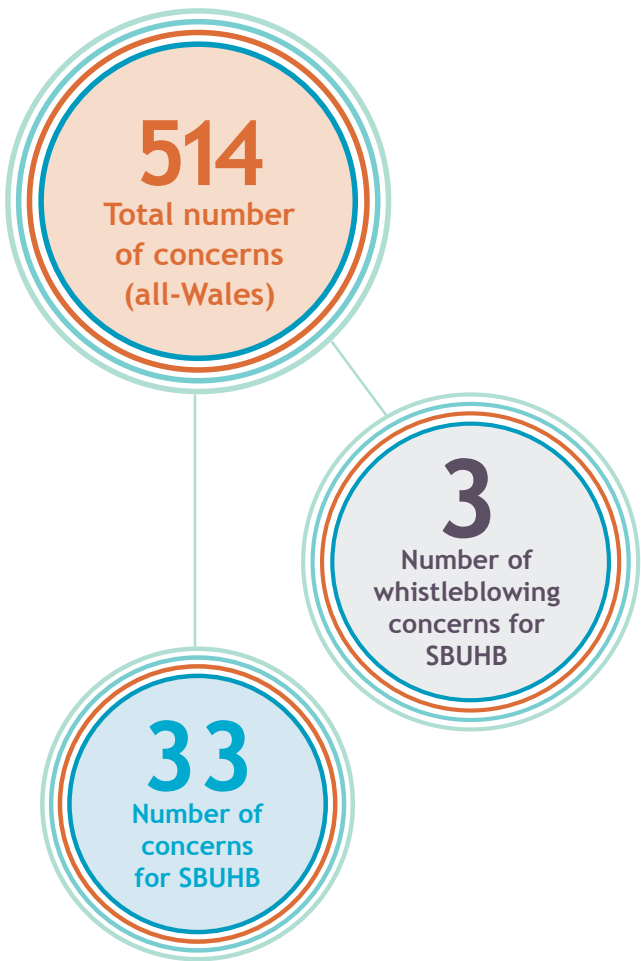 514
Total number
of concerns
(all-Wales)
3
Number of
whistleblowing
concerns for
SBUHB
33
Number of
concerns
for SBUHB